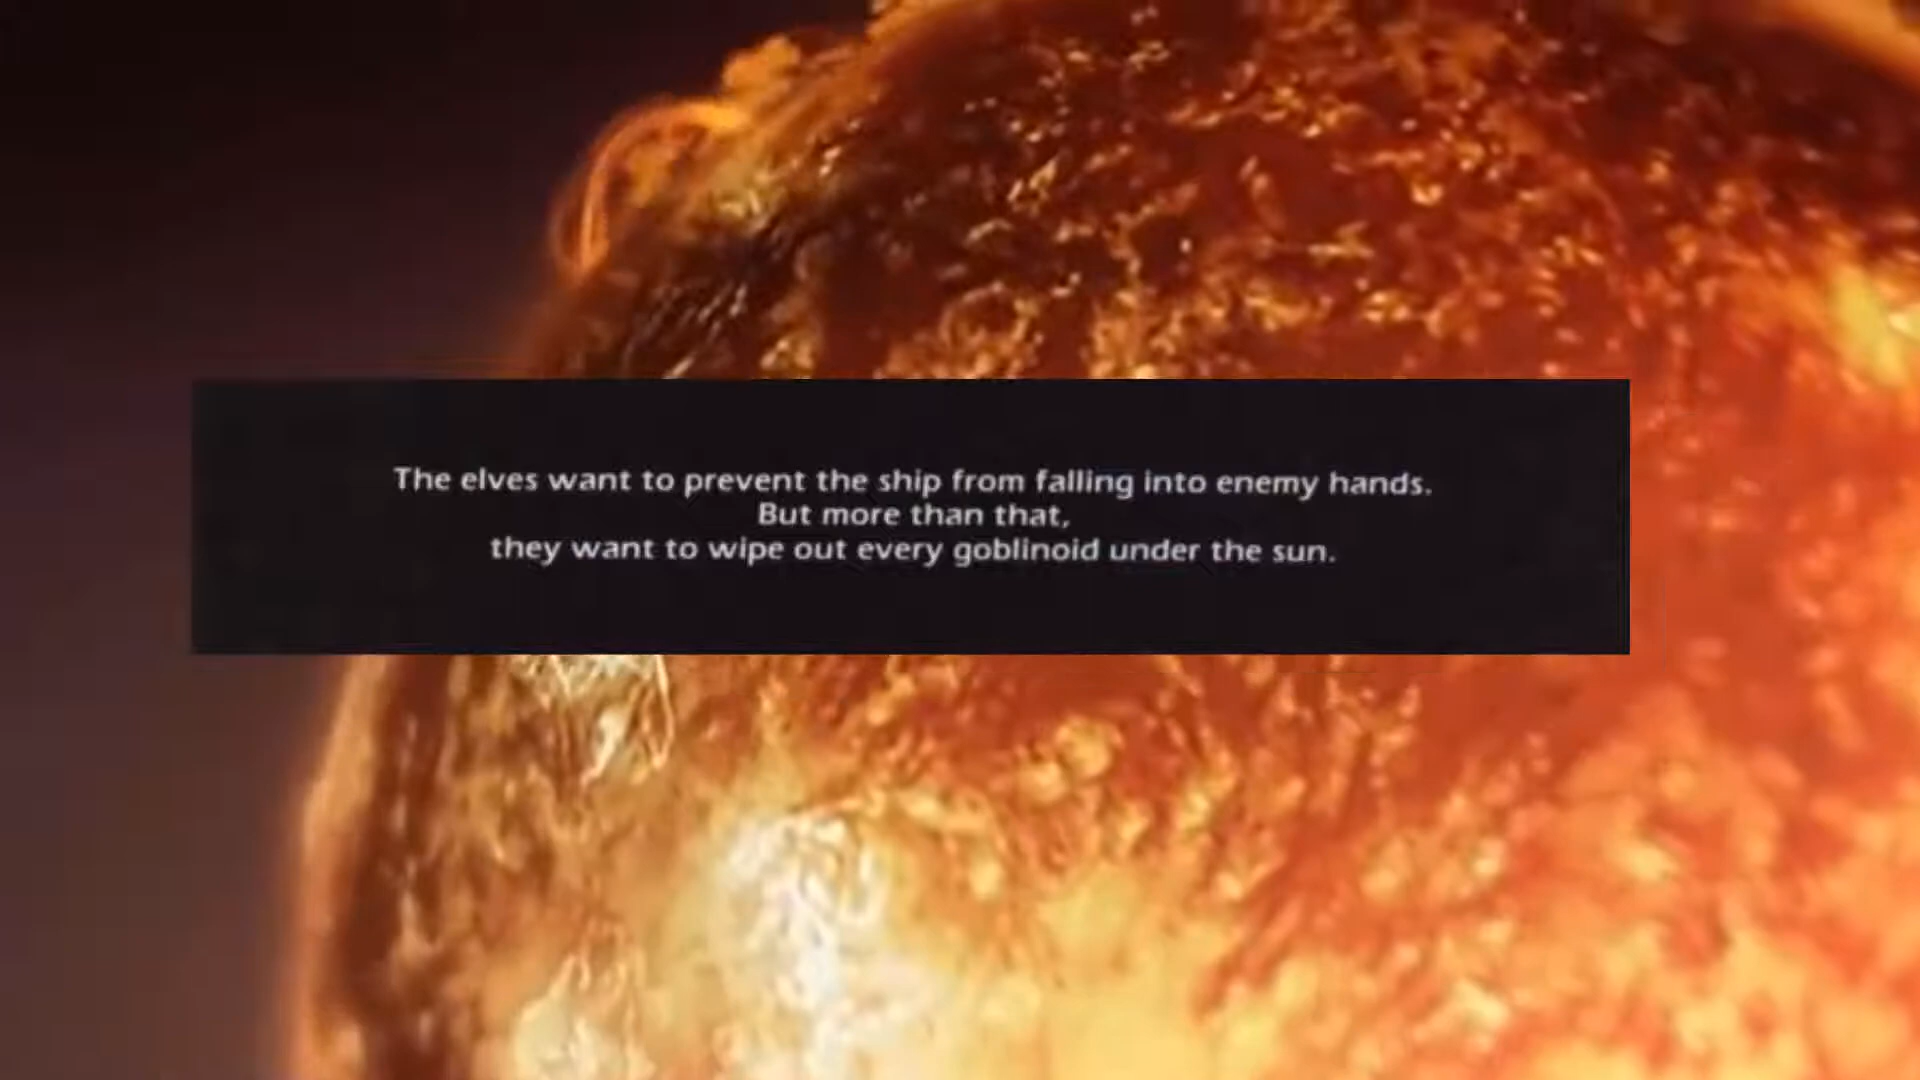 The elves want to prevent the ship from falling into enemy hands.
But more than that,
they want to wipe out every goblinoid under the sun.